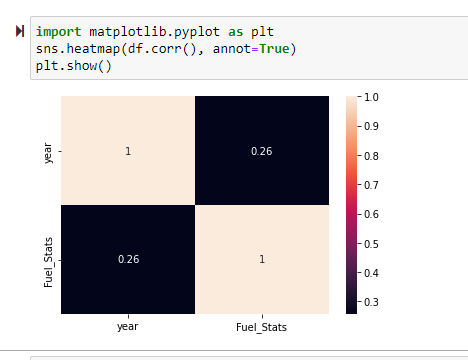 import matplotlib.pyplot as plt
sns.heatmap(df.corr(), annot=True)
plt.show()
1.0
year
1
0.26
0.9
0.8
0.7
0.6
0.5
Fuel_Stats
0.26
1
0.4
0.3
year
Fuel_Stats